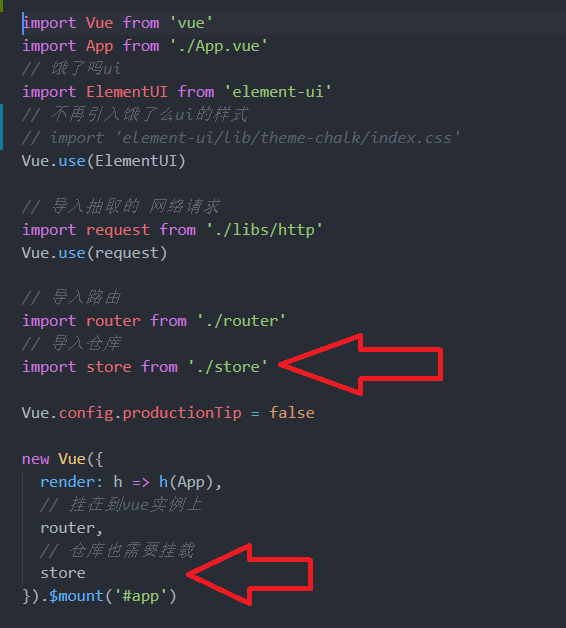 import Vue from 'vue'
import App from './App.vue'
// 饿了吗ui
import ElementUI from 'element-ui'
// 不再引入饿了么ui的样式
// import 'element-ui/lib/theme-chalk/index.css'
Vue.use(ElementUI)
// 导入抽取的 网络请求
import request from './libs/http'
Vue.use(request)
// 导入路由
import router from './router'
// 导入仓库
import store from './store'
Vue.config.productionTip = false
new Vue({
render: h => h(App),
// 挂在到vue实例上
router,
// 仓库也需要挂载
store
}).$mount('#app')